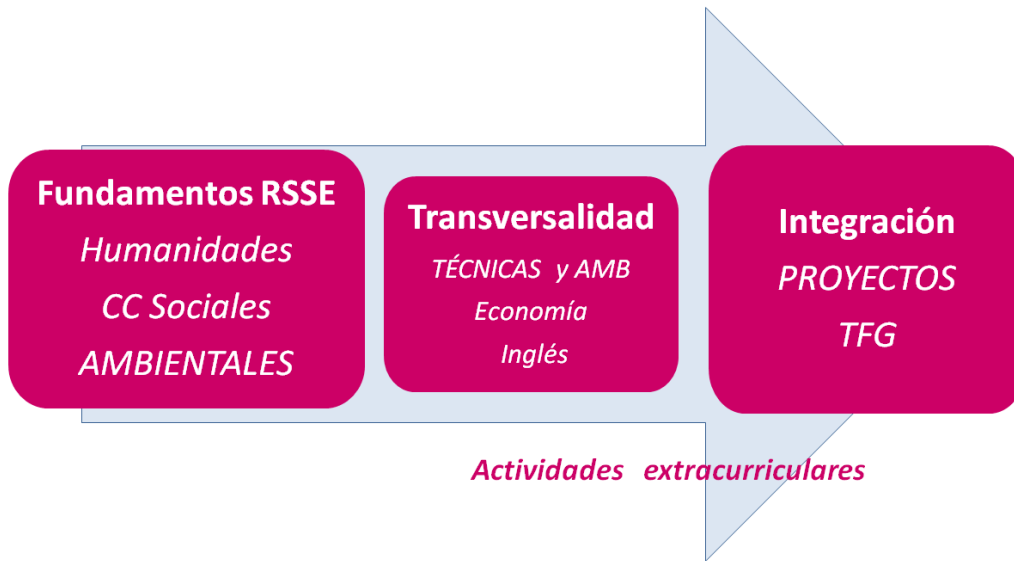 Fundamentos RSSE
Humanidades
CC Sociales
AMBIENTALES
Transversalidad
TÉCNICAS y AMB
Economía
Inglés
Integración
PROYECTOS
TFG
Actividades extracurriculares